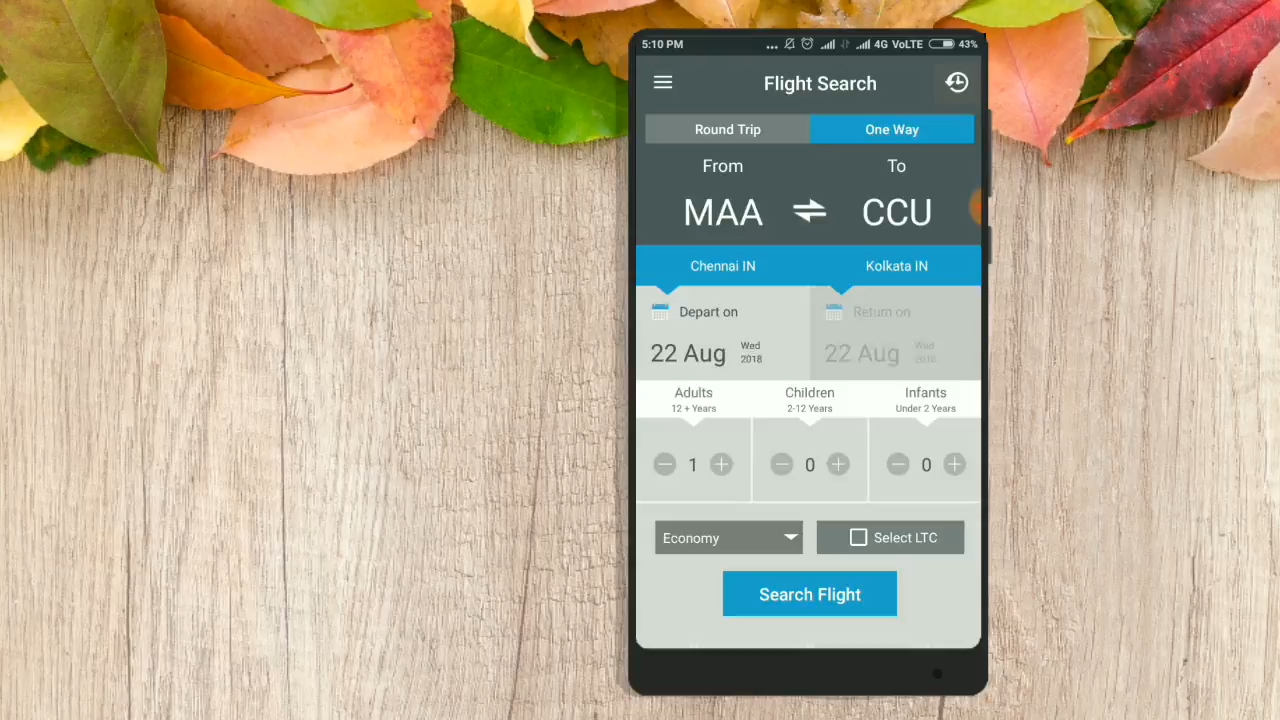 5:10 PM ... 4G VoLTE 43%
Flight Search
Round Trip One Way
From To
MAA CCU
Chennai IN Kolkata IN
Depart on Return on
22 Aug Wed 2018 22 Aug Wed 2018
Adults Children Infants
12 + Years 2-12 Years Under 2 Years
1 0 0
Economy Select LTC
Search Flight